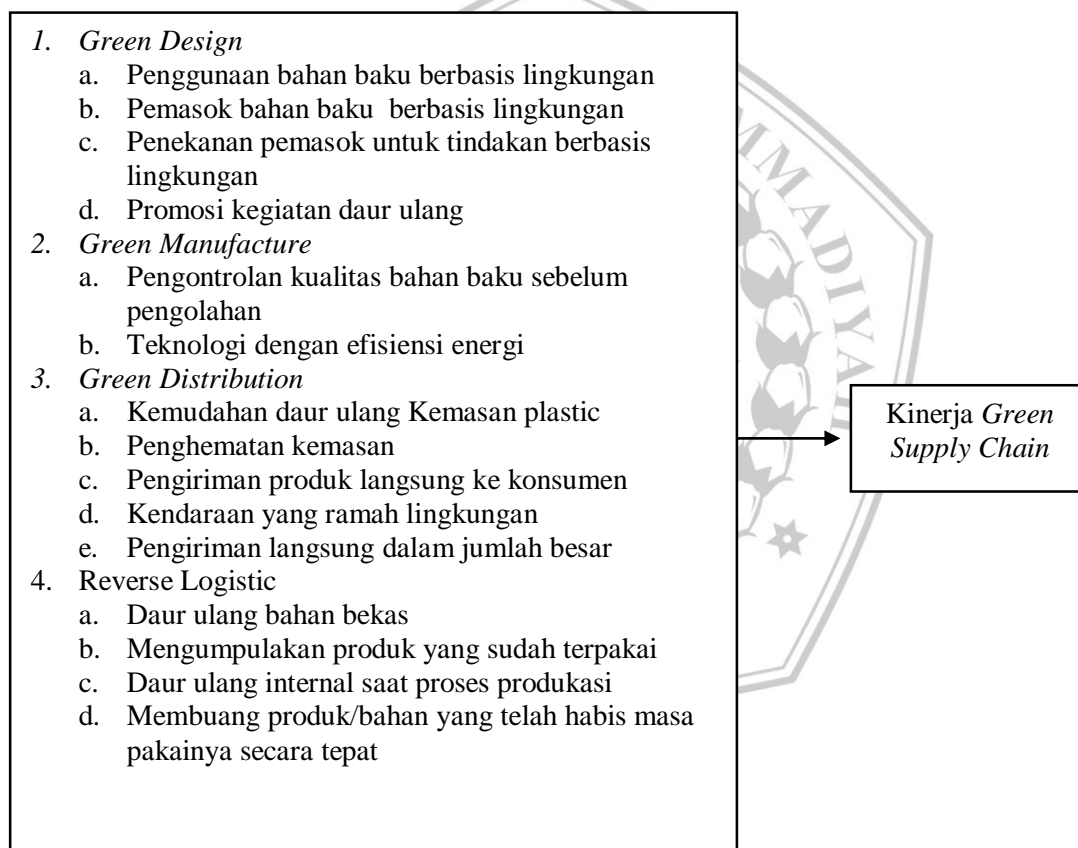 1. Green Design
a. Penggunaan bahan baku berbasis lingkungan
b. Pemasok bahan baku berbasis lingkungan
c. Penekanan pemasok untuk tindakan berbasis
lingkungan
d. Promosi kegiatan daur ulang
2. Green Manufacture
a. Pengontrolan kualitas bahan baku sebelum
pengolahan
b. Teknologi dengan efisiensi energi
3. Green Distribution
a. Kemudahan daur ulang Kemasan plastic
b. Penghematan kemasan
c. Pengiriman produk langsung ke konsumen
d. Kendaraan yang ramah lingkungan
e. Pengiriman langsung dalam jumlah besar
4. Reverse Logistic
a. Daur ulang bahan bekas
b. Mengumpulakan produk yang sudah terpakai
c. Daur ulang internal saat proses produkasi
d. Membuang produk/bahan yang telah habis masa
pakainya secara tepat
Kinerja Green
Supply Chain